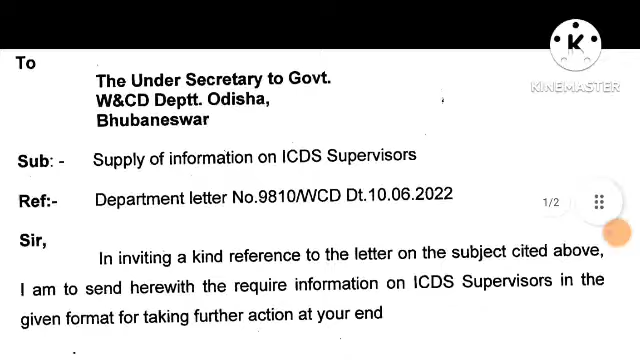 K
KINEMASTER
To
The Under Secretary to Govt.
W&CD Deptt. Odisha,
Bhubaneswar
Sub: - Supply of information on ICDS Supervisors
Ref:- Department letter No.9810/WCD Dt.10.06.2022
1/2
Sir,
In inviting a kind reference to the letter on the subject cited above,
I am to send herewith the require information on ICDS Supervisors in the
given format for taking further action at your end